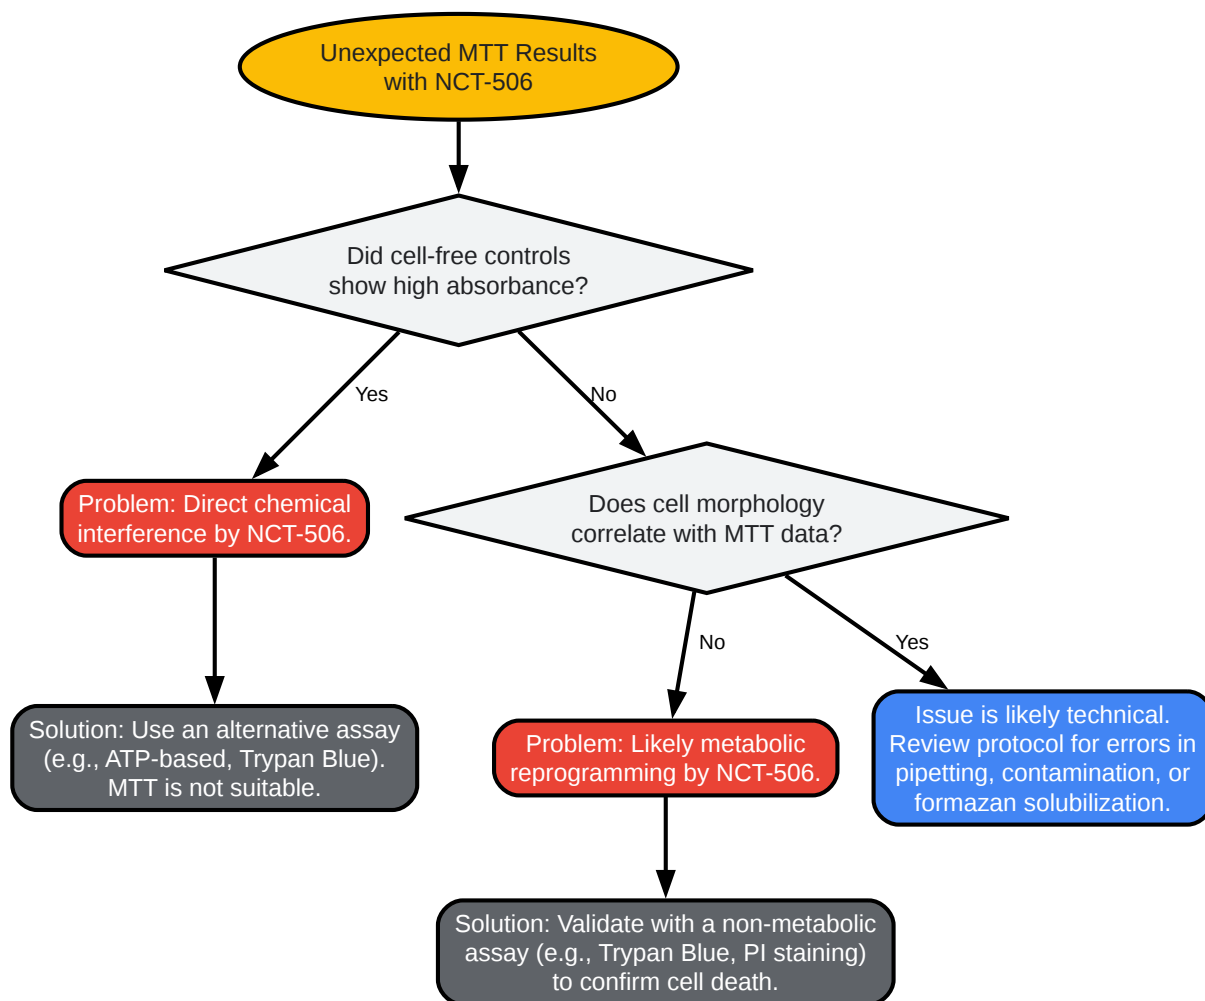 Unexpected MTT Results
with NCT-506
Did cell-free controls
show high absorbance?
Yes
No
Problem: Direct chemical
interference by NCT-506.
Does cell morphology
correlate with MTT data?
No
Yes
Solution: Use an alternative assay
(e.g., ATP-based, Trypan Blue).
MTT is not suitable.
Problem: Likely metabolic
reprogramming by NCT-506.
Issue is likely technical.
Review protocol for errors in
pipetting, contamination, or
formazan solubilization.
Solution: Validate with a non-metabolic
assay (e.g., Trypan Blue, PI staining)
to confirm cell death.